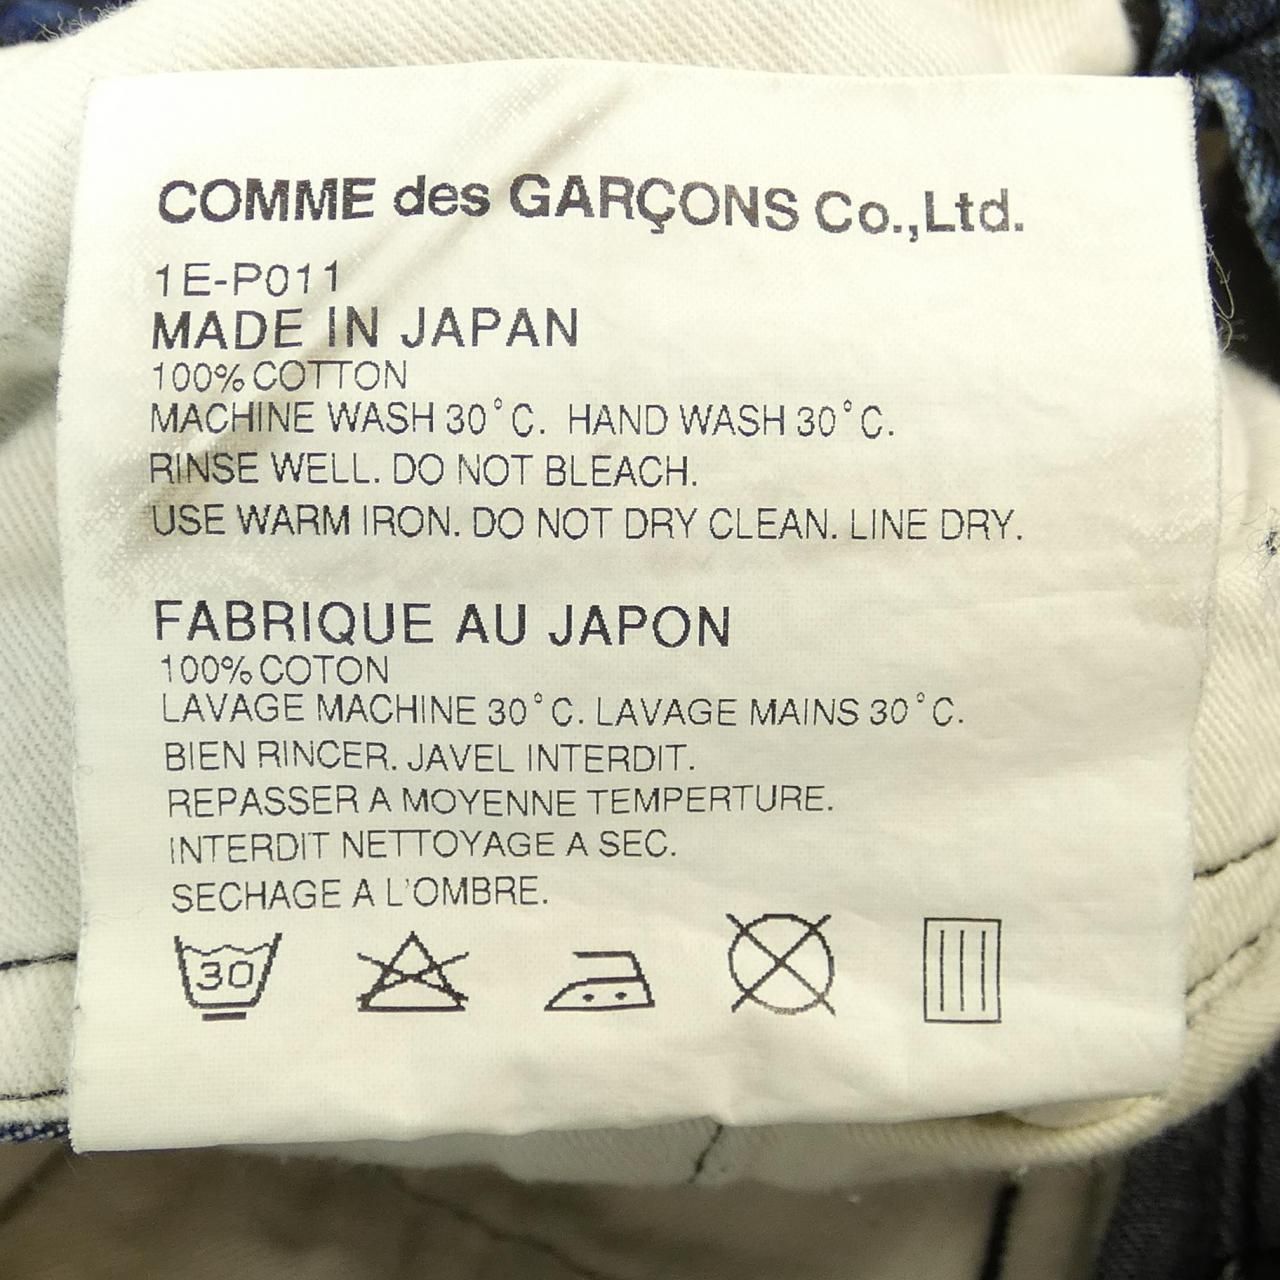 COMME des GARÇONS Co.,Ltd.
1E-P011
MADE IN JAPAN
100% COTTON
MACHINE WASH 30°C. HAND WASH 30°C.
RINSE WELL. DO NOT BLEACH.
USE WARM IRON. DO NOT DRY CLEAN. LINE DRY.
FABRIQUE AU JAPON
100% COTON
LAVAGE MACHINE 30°C. LAVAGE MAINS 30°C.
BIEN RINCER. JAVEL INTERDIT.
REPASSER A MOYENNE TEMPERTURE.
INTERDIT NETTOYAGE A SEC.
SECHAGE A L'OMBRE.
30